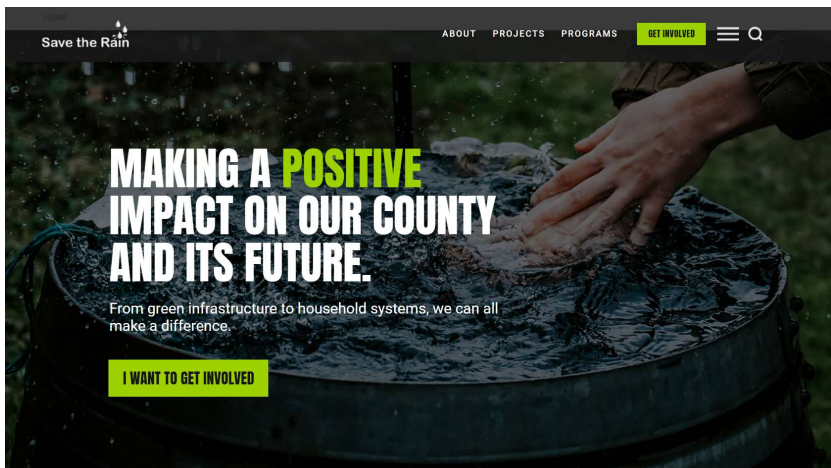 HOME
Save the Rain
ABOUT PROJECTS PROGRAMS GET INVOLVED
MAKING A POSITIVE
IMPACT ON OUR COUNTY
AND ITS FUTURE.
From green infrastructure to household systems, we can all
make a difference.
I WANT TO GET INVOLVED